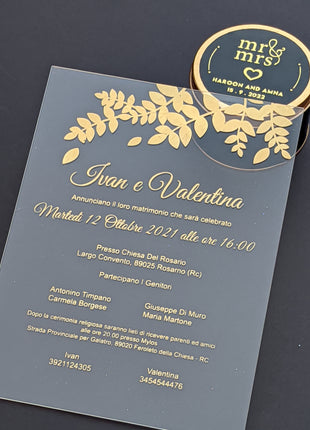 mr&
mrs
HAROON AND AMNA
15 . 9 . 2022
Ivan e Valentina
Annunciano il loro matrimonio che sarà celebrato
Martedì 12 Ottobre 2021 alle ore 16:00
Presso Chiesa Del Rosario
Largo Convento, 89025 Rosarno (Rc)
Partecipano i Genitori
Antonino Timpano
Carmela Borgese
Giuseppe Di Muro
Maria Martone
Dopo la cerimonia religiosa saranno lieti di ricevere parenti ed amici
alle ore 20:00 presso Mylos
Strada Provinciale per Galatro, 89020 Feroleto della Chiesa - RC
Ivan
3921124305
Valentina
3454544476